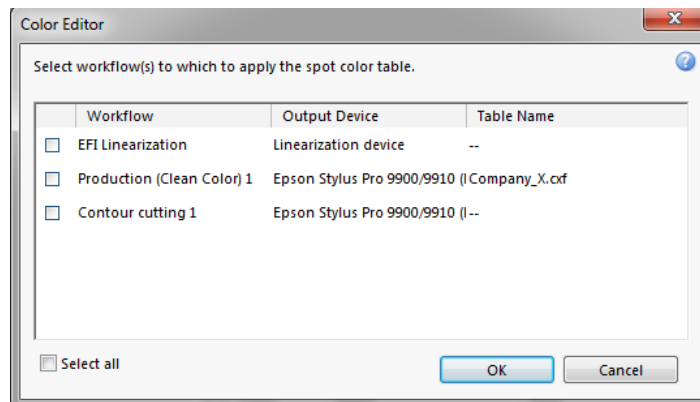 Color Editor
Select workflow(s) to which to apply the spot color table.
Workflow Output Device Table Name
EFI Linearization Linearization device --
Production (Clean Color) 1 Epson Stylus Pro 9900/9910 (I Company_X.cxf
Contour cutting 1 Epson Stylus Pro 9900/9910 (I --
Select all OK Cancel